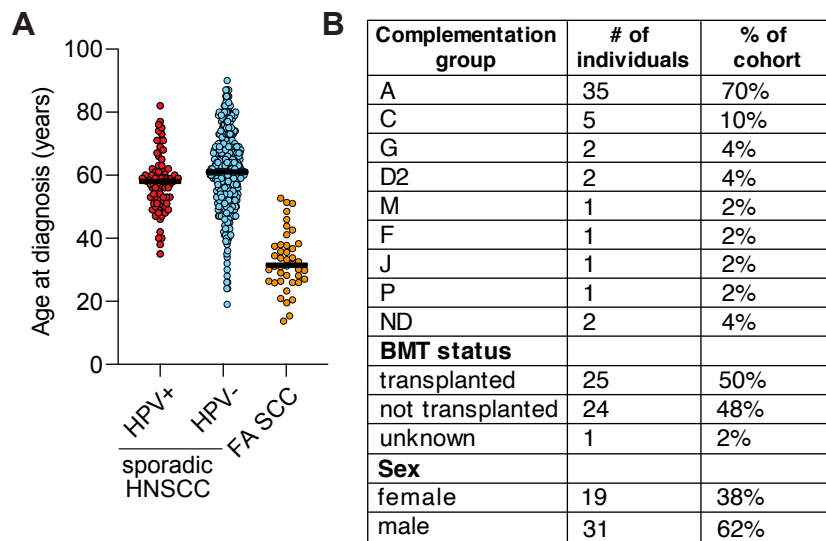 A
Age at diagnosis (years)
100
80
60
40
20
0
HPV+
HPV-
FA SCC
sporadic
HNSCC
B
Complementation group # of individuals % of cohort
A 35 70%
C 5 10%
G 2 4%
D2 2 4%
M 1 2%
F 1 2%
J 1 2%
P 1 2%
ND 2 4%
BMT status
transplanted 25 50%
not transplanted 24 48%
unknown 1 2%
Sex
female 19 38%
male 31 62%